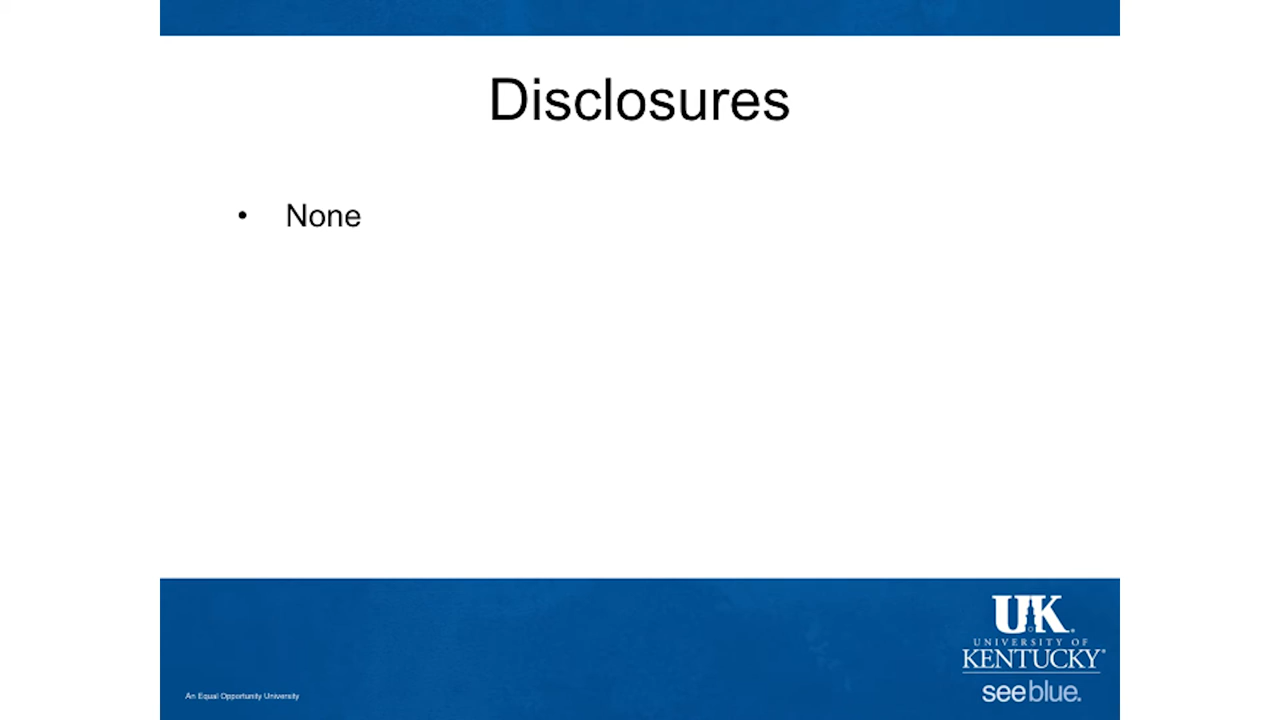 Disclosures
• None
UK
UNIVERSITY OF
KENTUCKY®
see blue.
An Equal Opportunity University